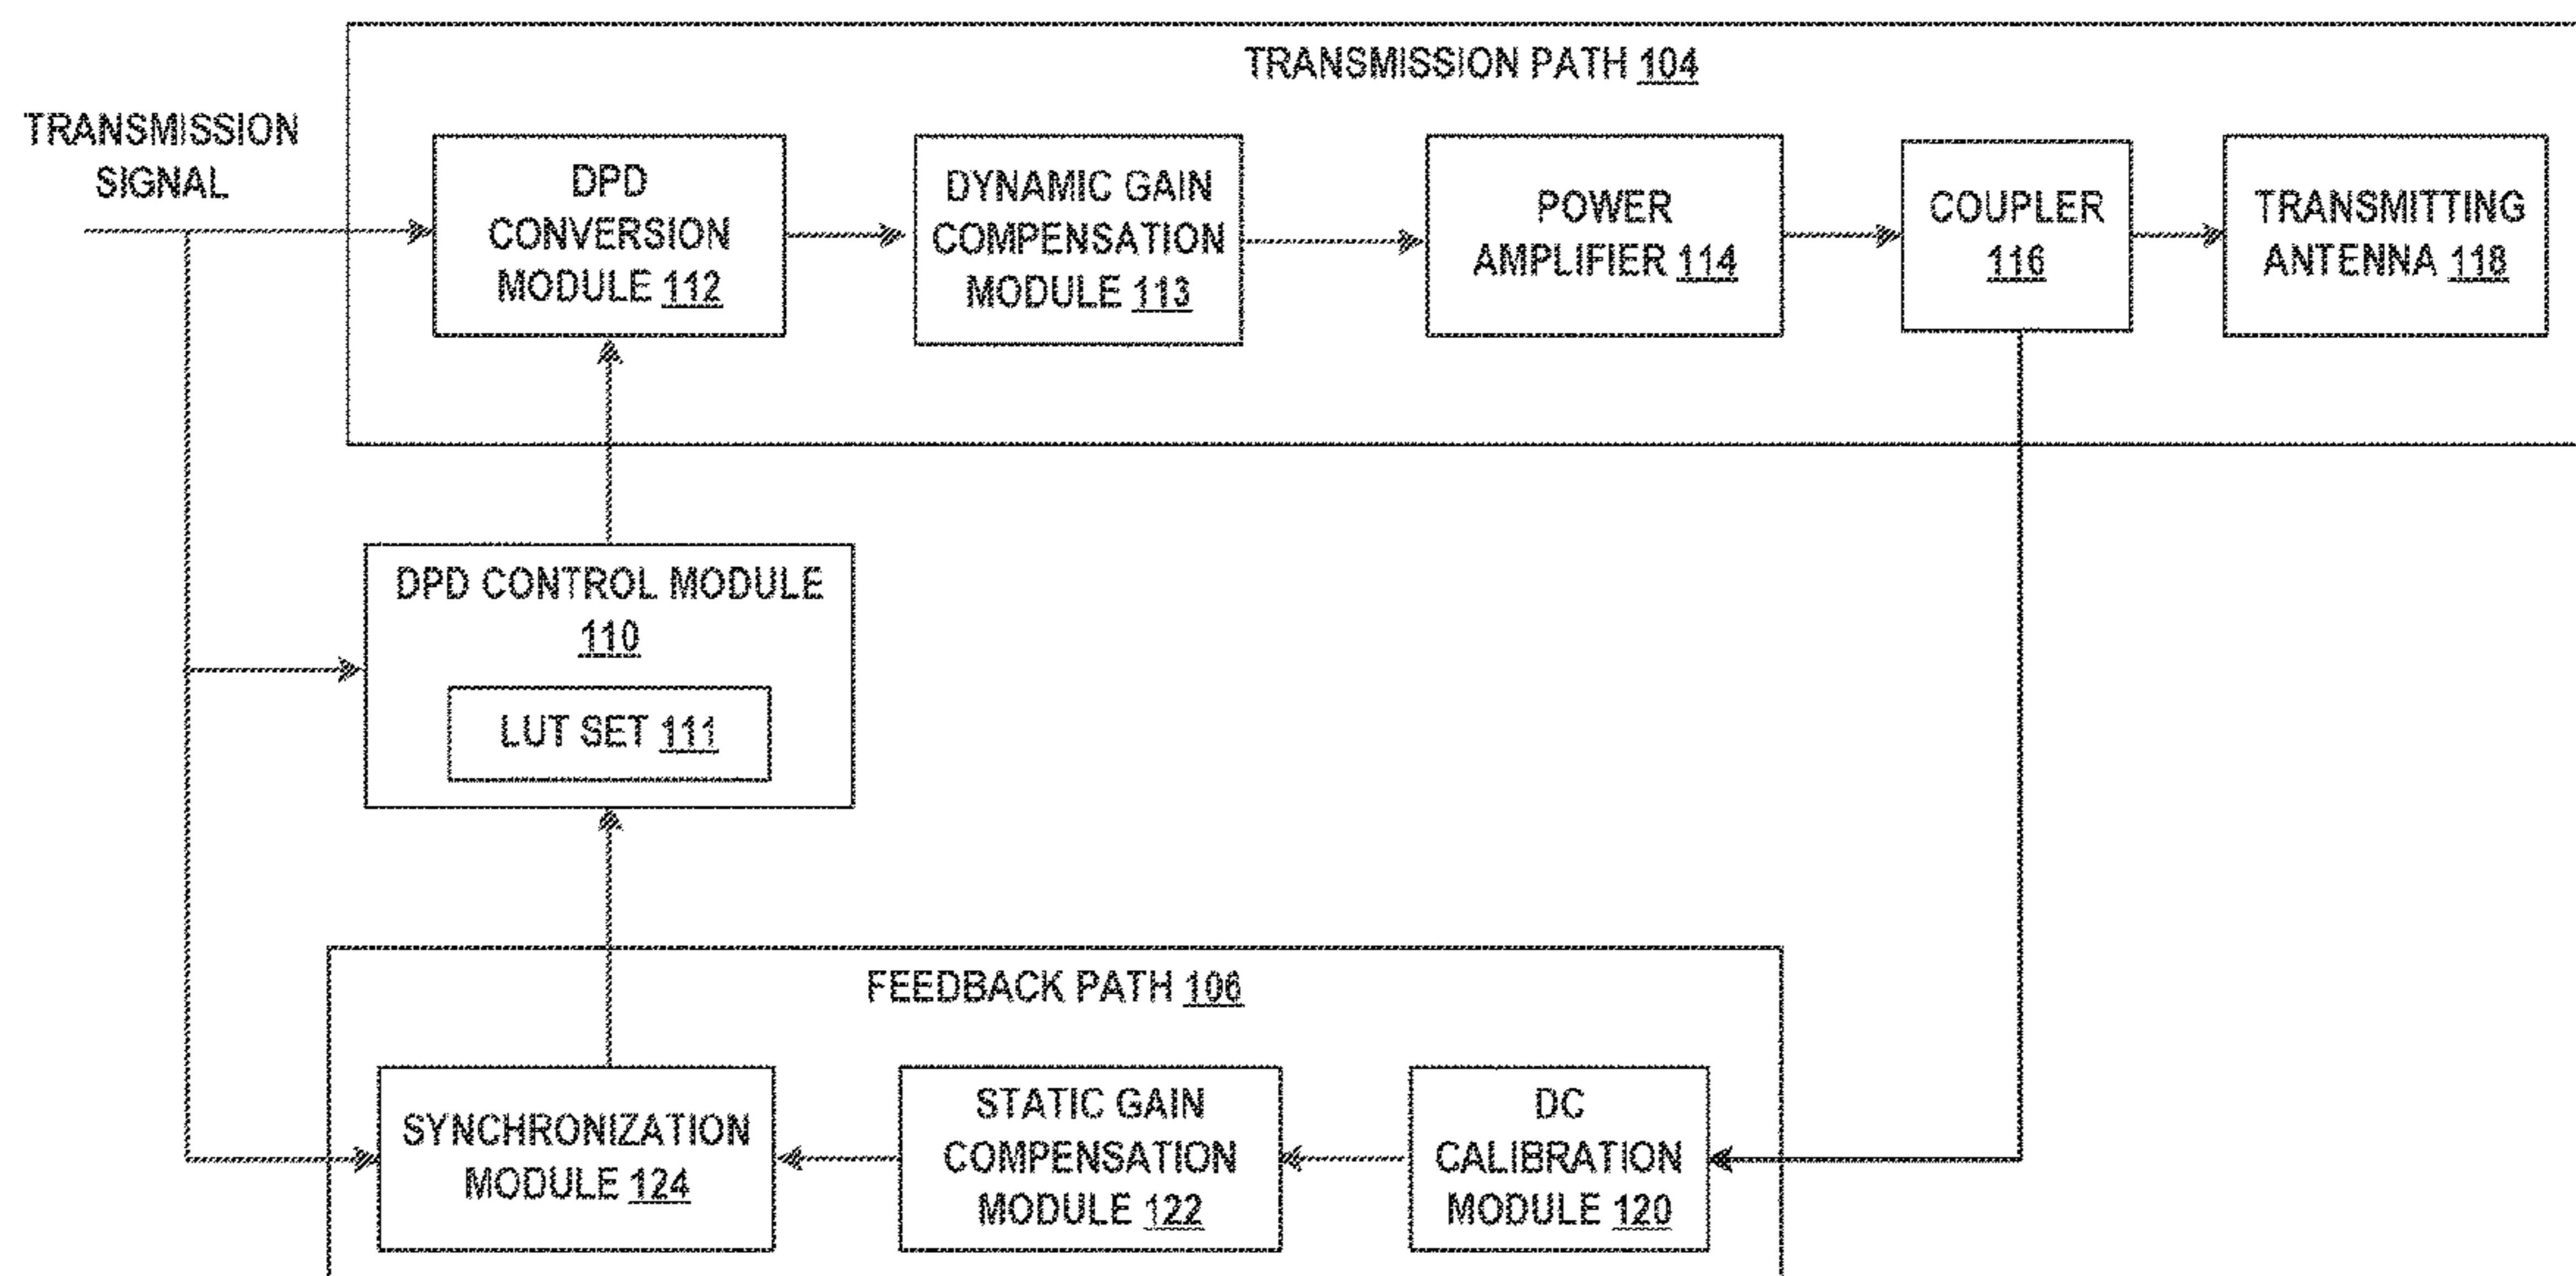 TRANSMISSION PATH 104
TRANSMISSION
SIGNAL
DPD
CONVERSION
MODULE 112
DYNAMIC GAIN
COMPENSATION
MODULE 113
POWER
AMPLIFIER 114
COUPLER
116
TRANSMITTING
ANTENNA 118
DPD CONTROL MODULE
110
LUT SET 111
FEEDBACK PATH 106
SYNCHRONIZATION
MODULE 124
STATIC GAIN
COMPENSATION
MODULE 122
DC
CALIBRATION
MODULE 120